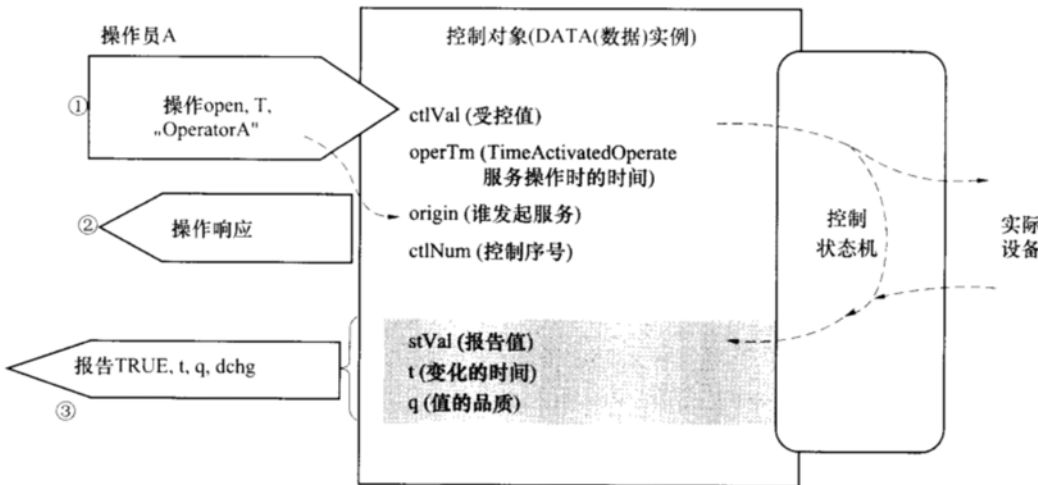 操作员A
控制对象(DATA(数据)实例)
①
操作open, T,
„OperatorA"
ctlVal (受控值)
operTm (TimeActivatedOperate
服务操作时的时间)
②
操作响应
origin (谁发起服务)
ctlNum (控制序号)
控制
状态机
实际
设备
stVal (报告值)
t (变化的时间)
q (值的品质)
报告TRUE, t, q, dchg
③